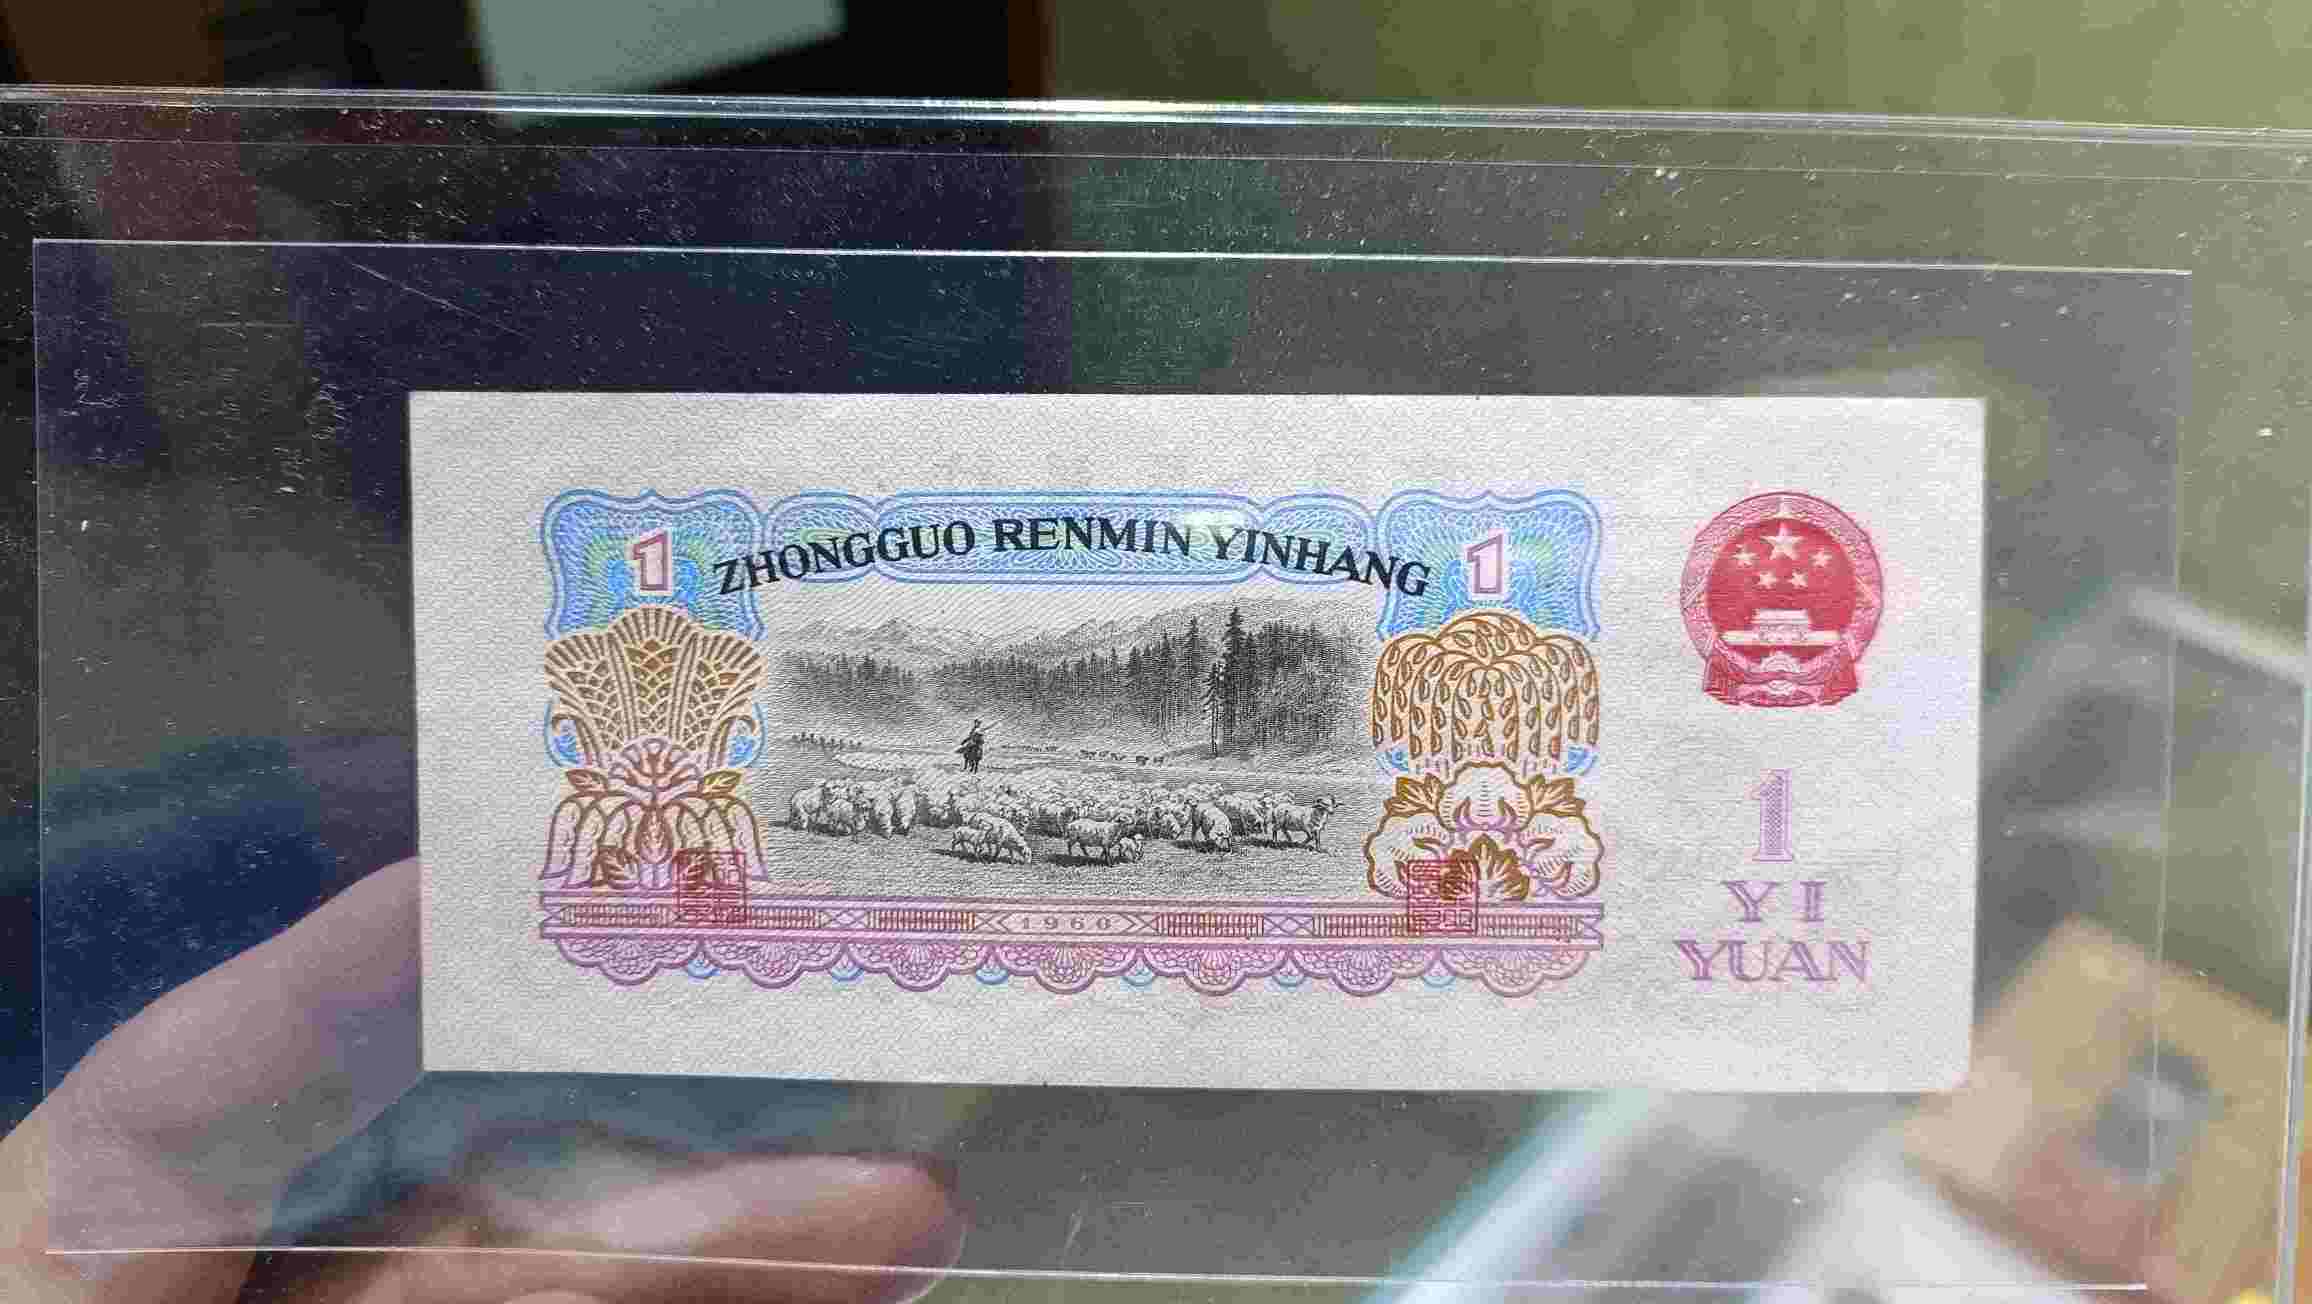 1 ZHONGGUO RENMIN YINHANG 1
1960
1
YI
YUAN